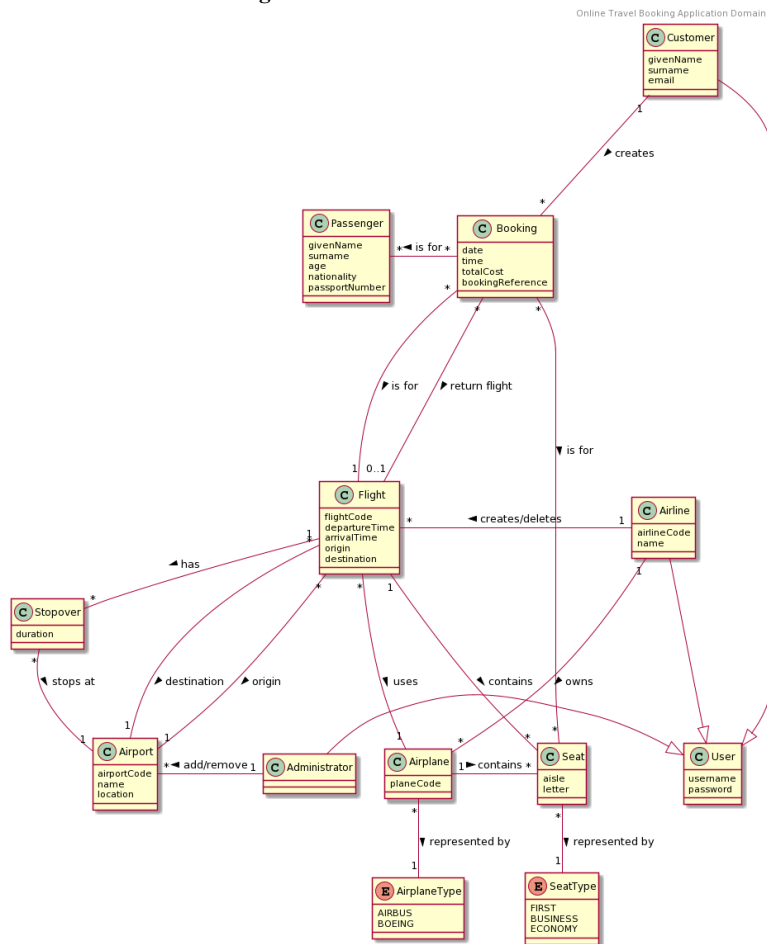 Online Travel Booking Application Domain
C Customer
givenName
surname
email
1
creates
*
C Passenger
givenName
surname
age
nationality
passportNumber
* is for *
C Booking
date
time
totalCost
bookingReference
*
*
*
is for
return flight
is for
1
0..1
C Flight
flightCode
departureTime
arrivalTime
origin
destination
* creates/deletes 1
C Airline
airlineCode
name
1
*
has
*
*
*
1
1
C Stopover
duration
*
stops at
destination
origin
uses
contains
owns
1
1
1
1
*
*
*
C Airport
airportCode
name
location
* add/remove 1
C Administrator
C Airplane
planeCode
1 contains *
C Seat
aisle
letter
C User
username
password
*
represented by
1
*
represented by
1
E AirplaneType
AIRBUS
BOEING
E SeatType
FIRST
BUSINESS
ECONOMY